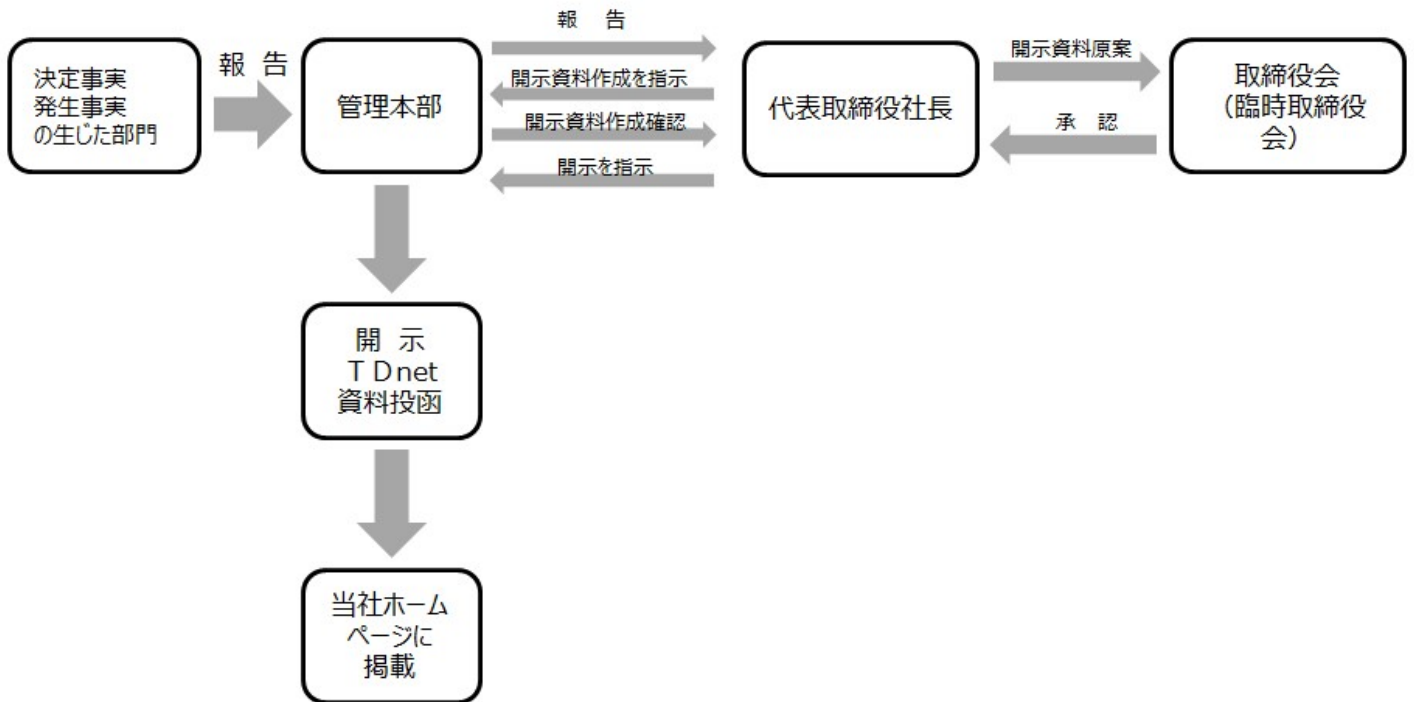 決定事実
発生事実
の生じた部門
報 告
管理本部
報 告
開示資料作成を指示
開示資料作成確認
開示を指示
代表取締役社長
開示資料原案
承 認
取締役会
（臨時取締役
会）
開 示
ＴＤnet
資料投函
当社ホーム
ページに
掲載